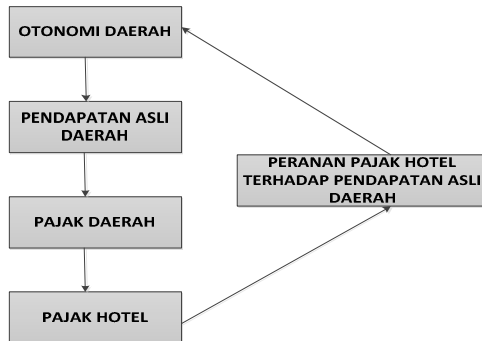 OTONOMI DAERAH
PENDAPATAN ASLI
DAERAH
PERANAN PAJAK HOTEL
TERHADAP PENDAPATAN ASLI
DAERAH
PAJAK DAERAH
PAJAK HOTEL